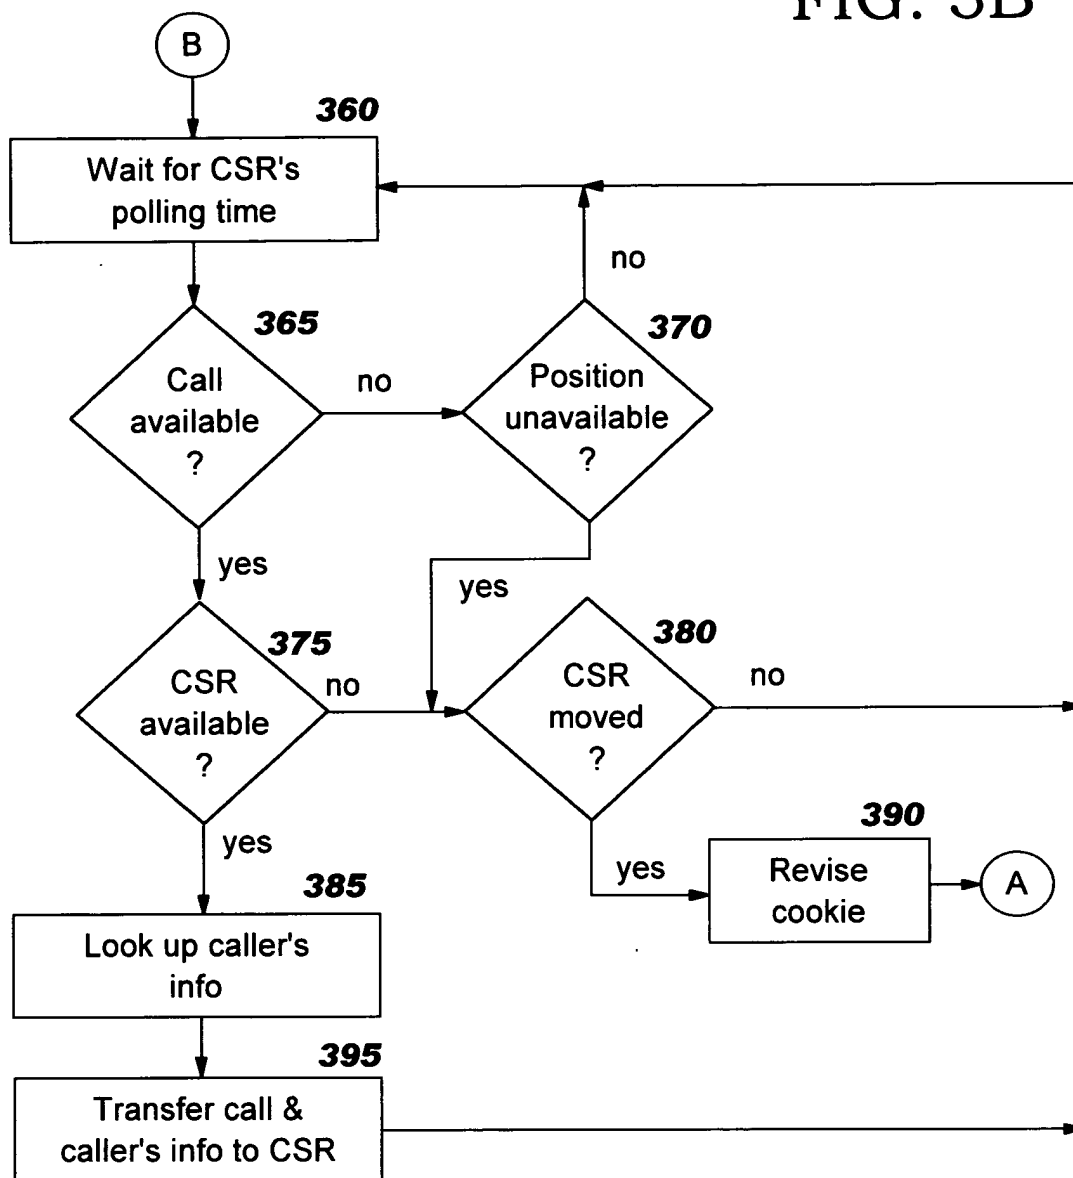 FIG. 3B
B
360
Wait for CSR's
polling time
no
365
370
Call
available
?
no
Position
unavailable
?
yes
yes
375
380
CSR
available
?
no
CSR
moved
?
no
yes
390
385
yes
Revise
cookie
A
Look up caller's
info
395
Transfer call &
caller's info to CSR